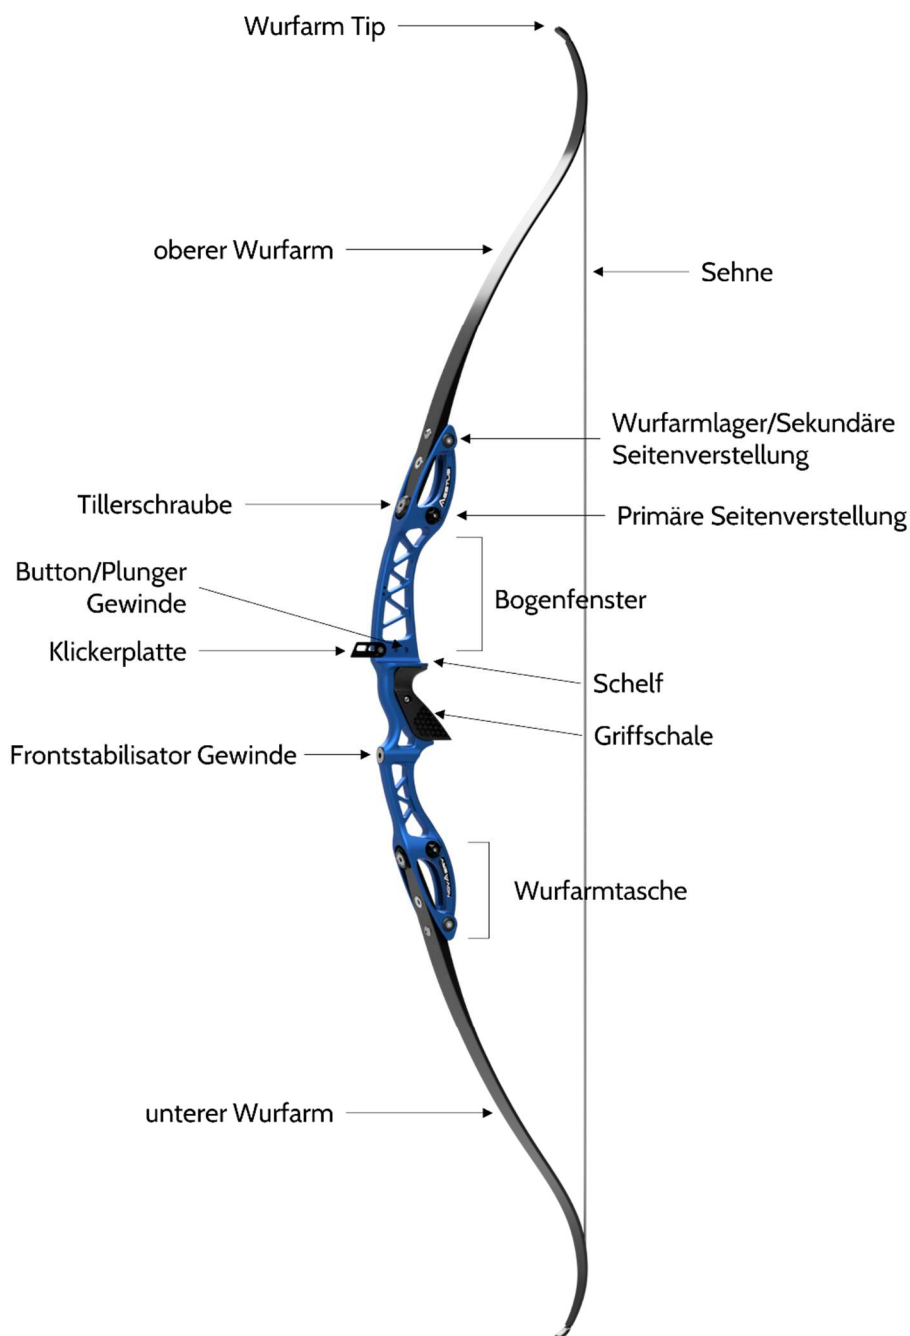 Wurfarm Tip
oberer Wurfarm
Sehne
Wurfarmlager/Sekundäre
Seitenverstellung
Tillerschraube
Primäre Seitenverstellung
Button/Plunger
Gewinde
Bogenfenster
Klickerplatte
Schelf
Griffschale
Frontstabilisator Gewinde
Wurfarmtasche
unterer Wurfarm